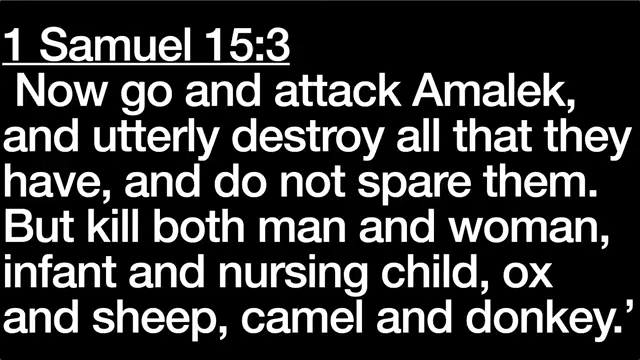 1 Samuel 15:3
Now go and attack Amalek,
and utterly destroy all that they
have, and do not spare them.
But kill both man and woman,
infant and nursing child, ox
and sheep, camel and donkey.’